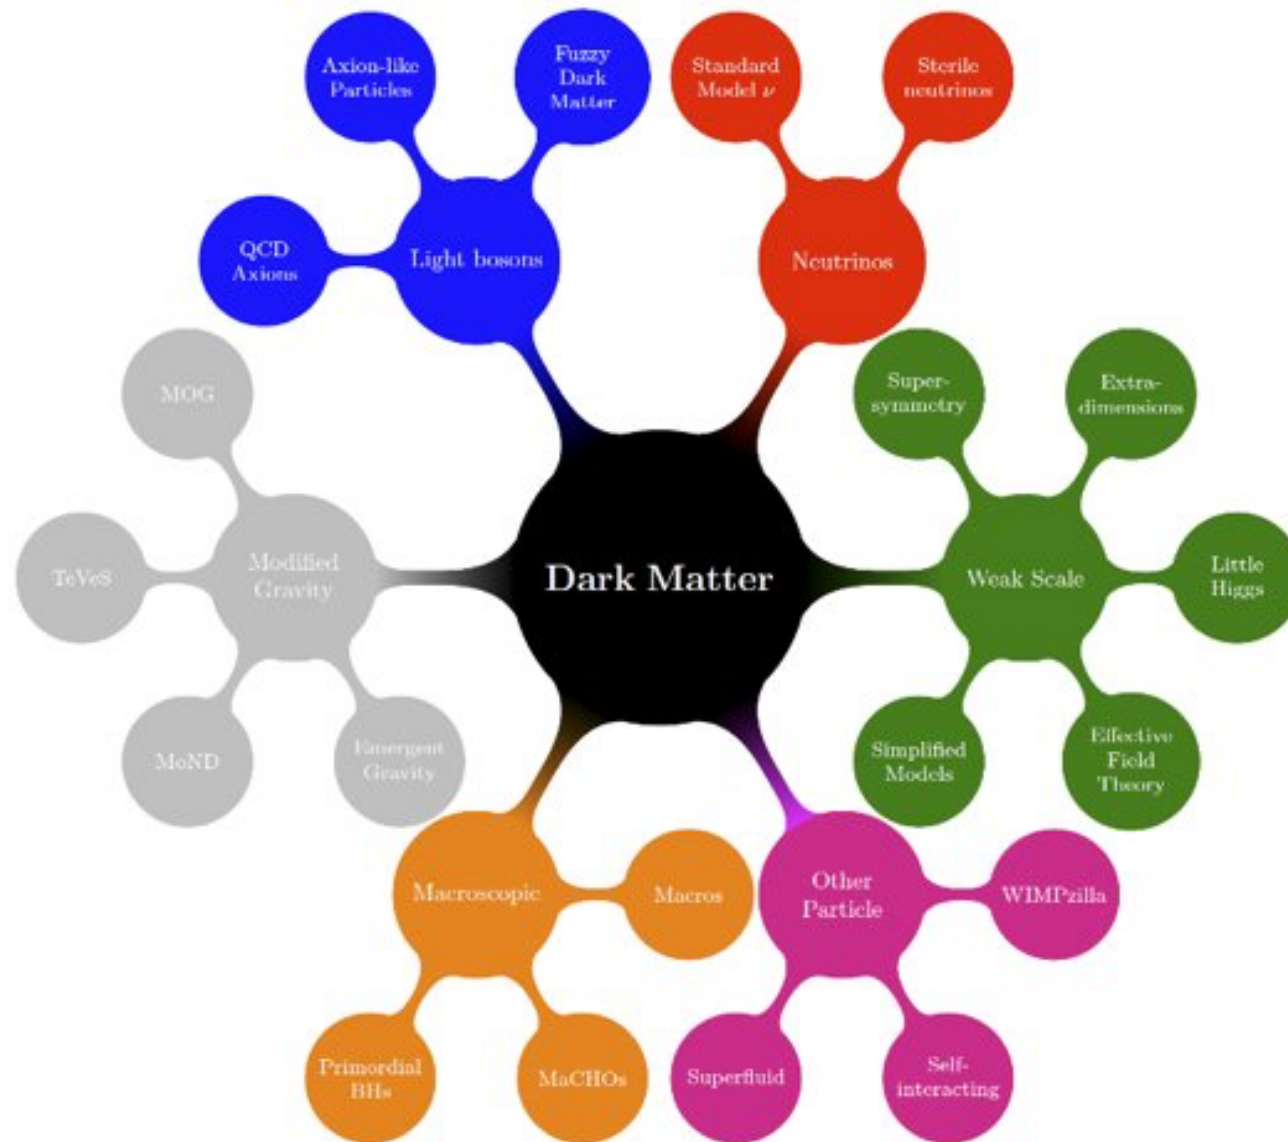 Axion-like
Particles
Fuzzy
Dark
Matter
Standard
Model ν
Sterile
neutrinos
QCD
Axions
Light bosons
Neutrinos
MOG
Super-
symmetry
Extra-
dimensions
TeVeS
Modified
Gravity
Dark Matter
Weak Scale
Little
Higgs
MoND
Emergent
Gravity
Simplified
Models
Effective
Field
Theory
Macroscopic
Macros
Other
Particle
WIMPzilla
Primordial
BHs
MaCHOs
Superfluid
Self-
interacting